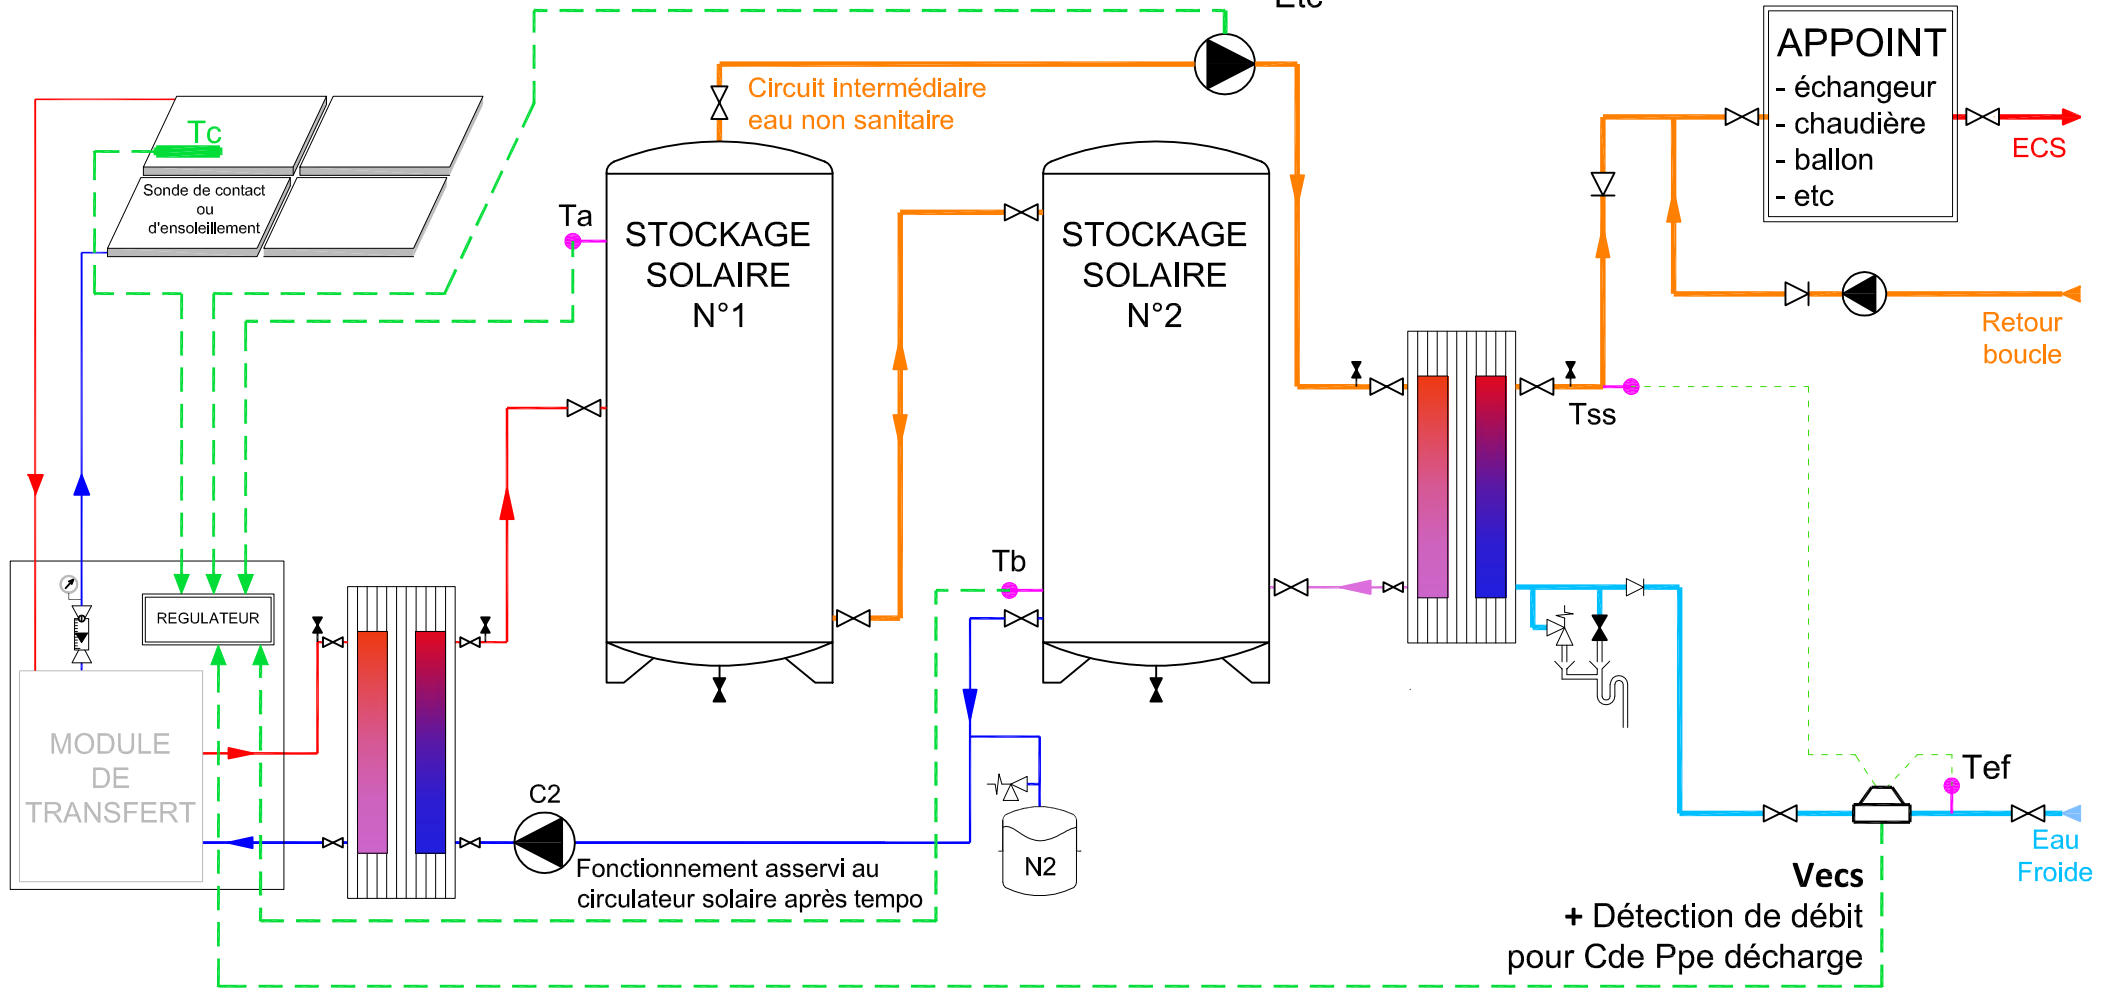 Etc
APPOINT
- échangeur
- chaudière
- ballon
- etc
ECS
Circuit intermédiaire
eau non sanitaire
Tc
Sonde de contact
ou
d'ensoleillement
Ta
STOCKAGE
SOLAIRE
N°1
STOCKAGE
SOLAIRE
N°2
Retour
boucle
Tss
Tb
REGULATEUR
MODULE
DE
TRANSFERT
C2
Fonctionnement asservi au
circulateur solaire après tempo
N2
Tef
Eau
Froide
Vecs
+ Détection de débit
pour Cde Ppe décharge